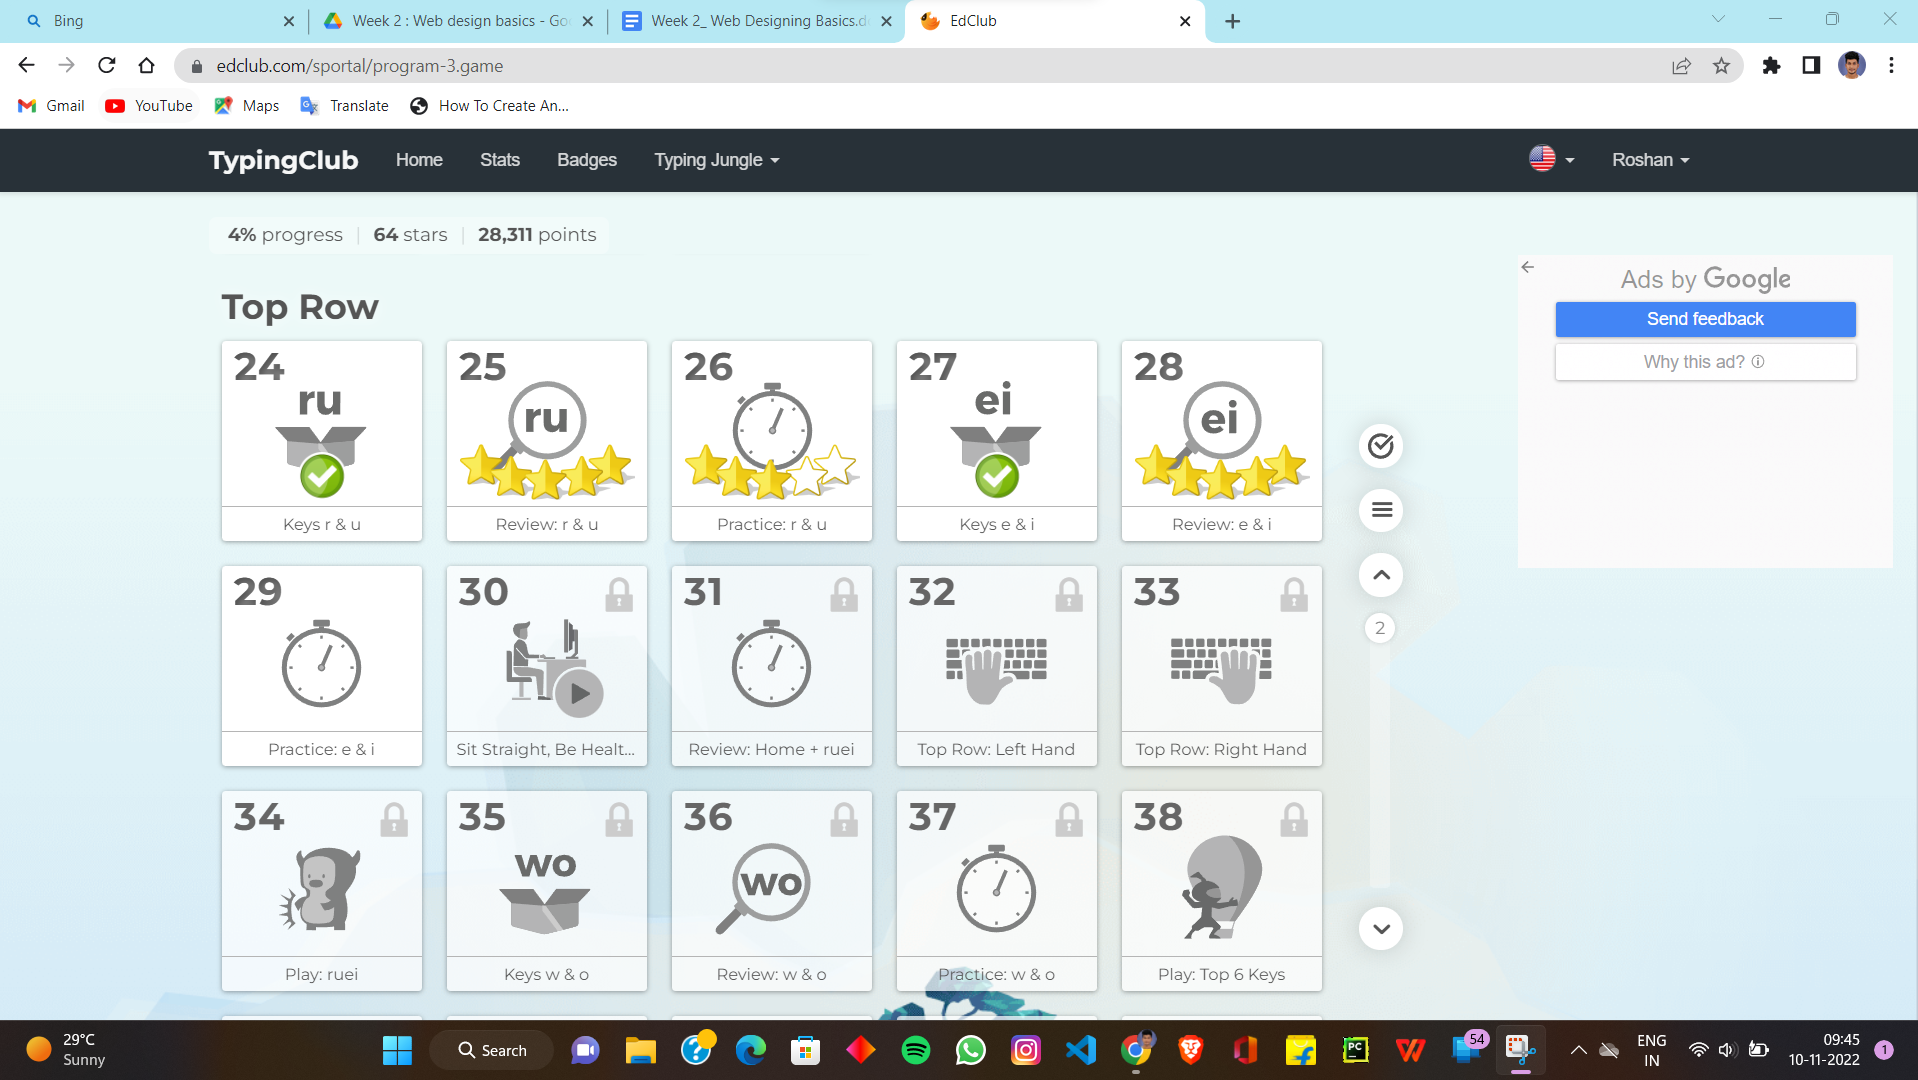 Bing
Week 2 : Web design basics - Go
Week 2_ Web Designing Basics.d
EdClub
edclub.com/sportal/program-3.game
Gmail
YouTube
Maps
Translate
How To Create An...
TypingClub
Home
Stats
Badges
Typing Jungle
Roshan
4% progress
64 stars
28,311 points
Ads by Google
Send feedback
Why this ad?
Top Row
24
ru
Keys r & u
25
ru
Review: r & u
26
Practice: r & u
27
ei
Keys e & i
28
ei
Review: e & i
29
Practice: e & i
30
Sit Straight, Be Healt...
31
Review: Home + ruei
32
Top Row: Left Hand
33
Top Row: Right Hand
2
34
Play: ruei
35
wo
Keys w & o
36
wo
Review: w & o
37
Practice: w & o
38
Play: Top 6 Keys
29°C
Sunny
Search
PC
54
ENG
IN
09:45
10-11-2022
1